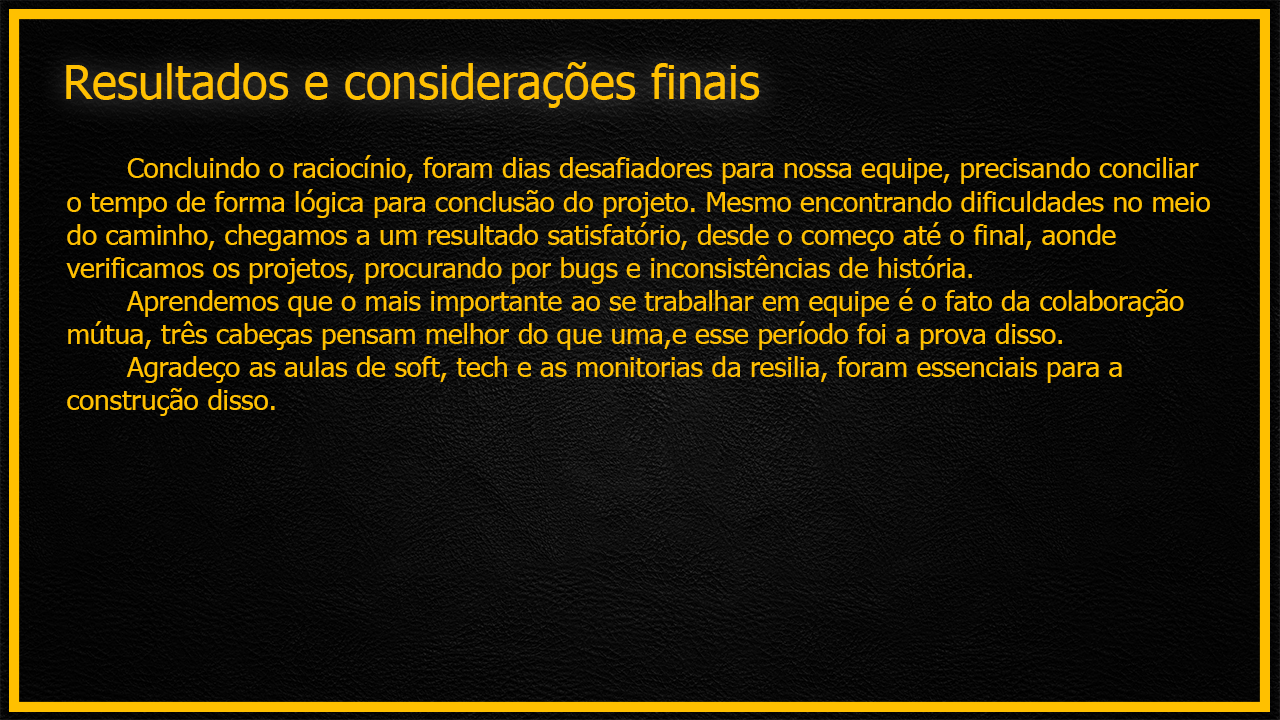 Resultados e considerações finais
Concluindo o raciocínio, foram dias desafiadores para nossa equipe, precisando conciliar
o tempo de forma lógica para conclusão do projeto. Mesmo encontrando dificuldades no meio
do caminho, chegamos a um resultado satisfatório, desde o começo até o final, aonde
verificamos os projetos, procurando por bugs e inconsistências de história.
Aprendemos que o mais importante ao se trabalhar em equipe é o fato da colaboração
mútua, três cabeças pensam melhor do que uma,e esse período foi a prova disso.
Agradeço as aulas de soft, tech e as monitorias da resilia, foram essenciais para a
construção disso.